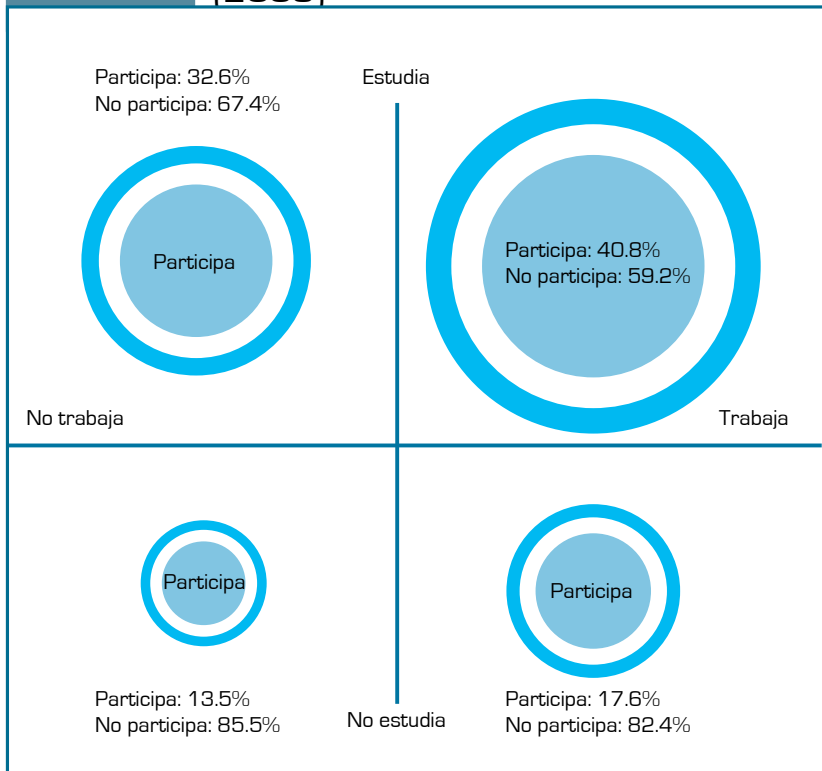 Participa: 32.6%
No participa: 67.4%
Estudia
Participa
Participa: 40.8%
No participa: 59.2%
No trabaja
Trabaja
Participa
Participa
Participa: 13.5%
No participa: 85.5%
No estudia
Participa: 17.6%
No participa: 82.4%